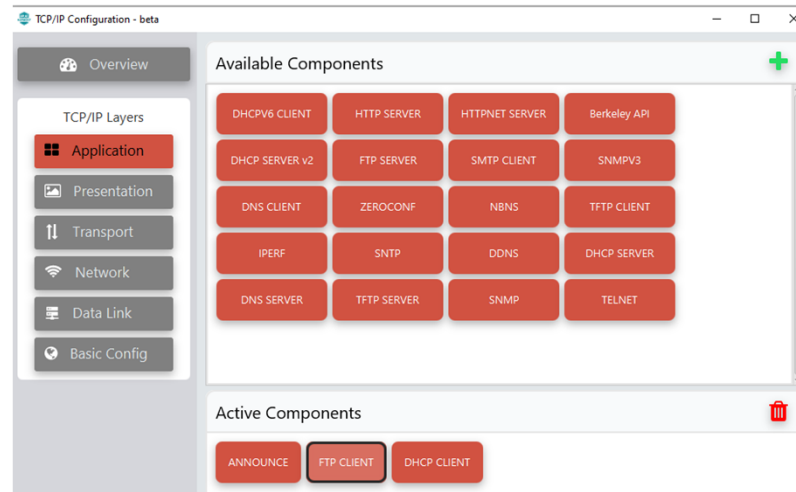 TCP/IP Configuration - beta
Overview
TCP/IP Layers
Application
Presentation
Transport
Network
Data Link
Basic Config
Available Components
DHCPV6 CLIENT HTTP SERVER HTTPNET SERVER Berkeley API
DHCP SERVER v2 FTP SERVER SMTP CLIENT SNMPV3
DNS CLIENT ZEROCONF NBNS TFTP CLIENT
IPERF SNTP DDNS DHCP SERVER
DNS SERVER TFTP SERVER SNMP TELNET
Active Components
ANNOUNCE FTP CLIENT DHCP CLIENT